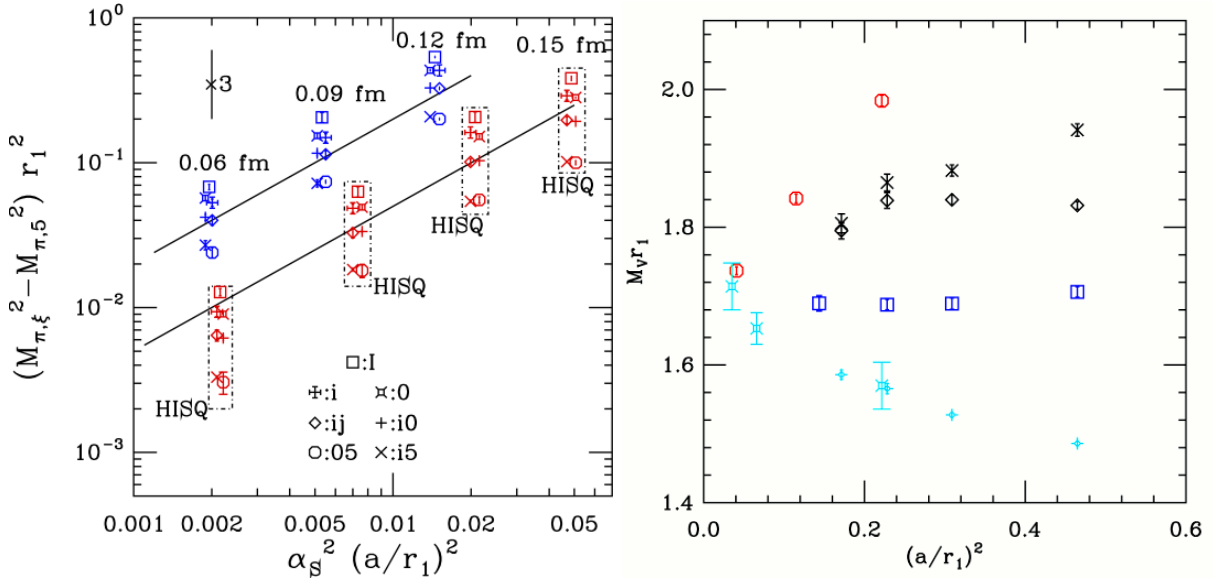 10^0
10^{-1}
10^{-2}
10^{-3}
(M_{π,ξ}^2−M_{π,5}^2) r_1^2
3
0.06 fm
0.09 fm
0.12 fm
0.15 fm
HISQ
HISQ
HISQ
HISQ
:I
:i
:0
:ij
:i0
:05
:i5
0.001
0.002
0.005
0.01
0.02
0.05
α_S^2 (a/r_1)^2
2.0
1.8
1.6
1.4
M_V r_1
0.0
0.2
0.4
0.6
(a/r_1)^2